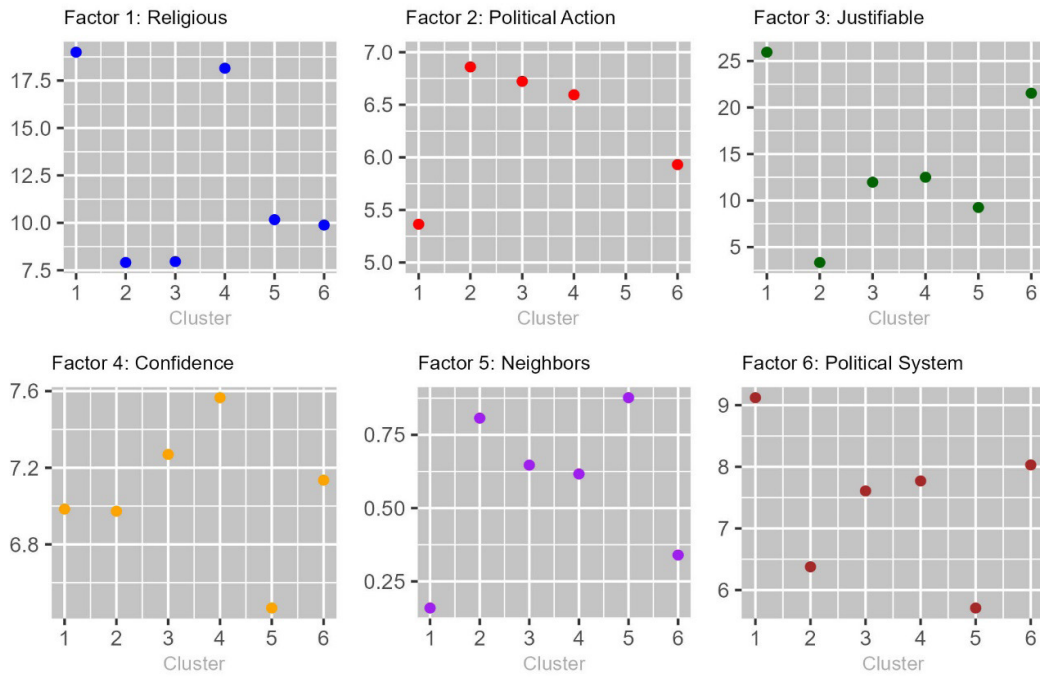 Factor 1: Religious
17.5
15.0
12.5
10.0
7.5
1 2 3 4 5 6
Cluster
Factor 2: Political Action
7.0
6.5
6.0
5.5
5.0
1 2 3 4 5 6
Cluster
Factor 3: Justifiable
25
20
15
10
5
1 2 3 4 5 6
Cluster
Factor 4: Confidence
7.6
7.2
6.8
1 2 3 4 5 6
Cluster
Factor 5: Neighbors
0.75
0.50
0.25
1 2 3 4 5 6
Cluster
Factor 6: Political System
9
8
7
6
1 2 3 4 5 6
Cluster